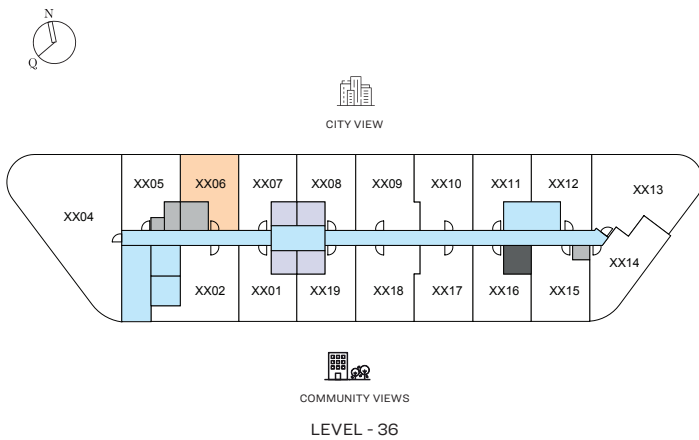 N
Q
CITY VIEW
XX05 XX06 XX07 XX08 XX09 XX10 XX11 XX12 XX13
XX04
XX14
XX02 XX01 XX19 XX18 XX17 XX16 XX15
COMMUNITY VIEWS
LEVEL - 36